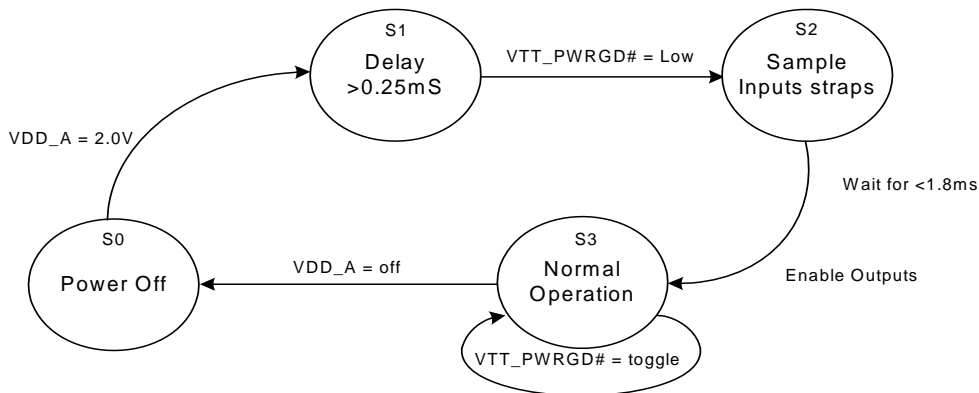 S1
Delay
>0.25mS
VTT_PWRGD# = Low
S2
Sample
Inputs straps
VDD_A = 2.0V
Wait for <1.8ms
S0
Power Off
VDD_A = off
S3
Normal
Operation
Enable Outputs
VTT_PWRGD# = toggle